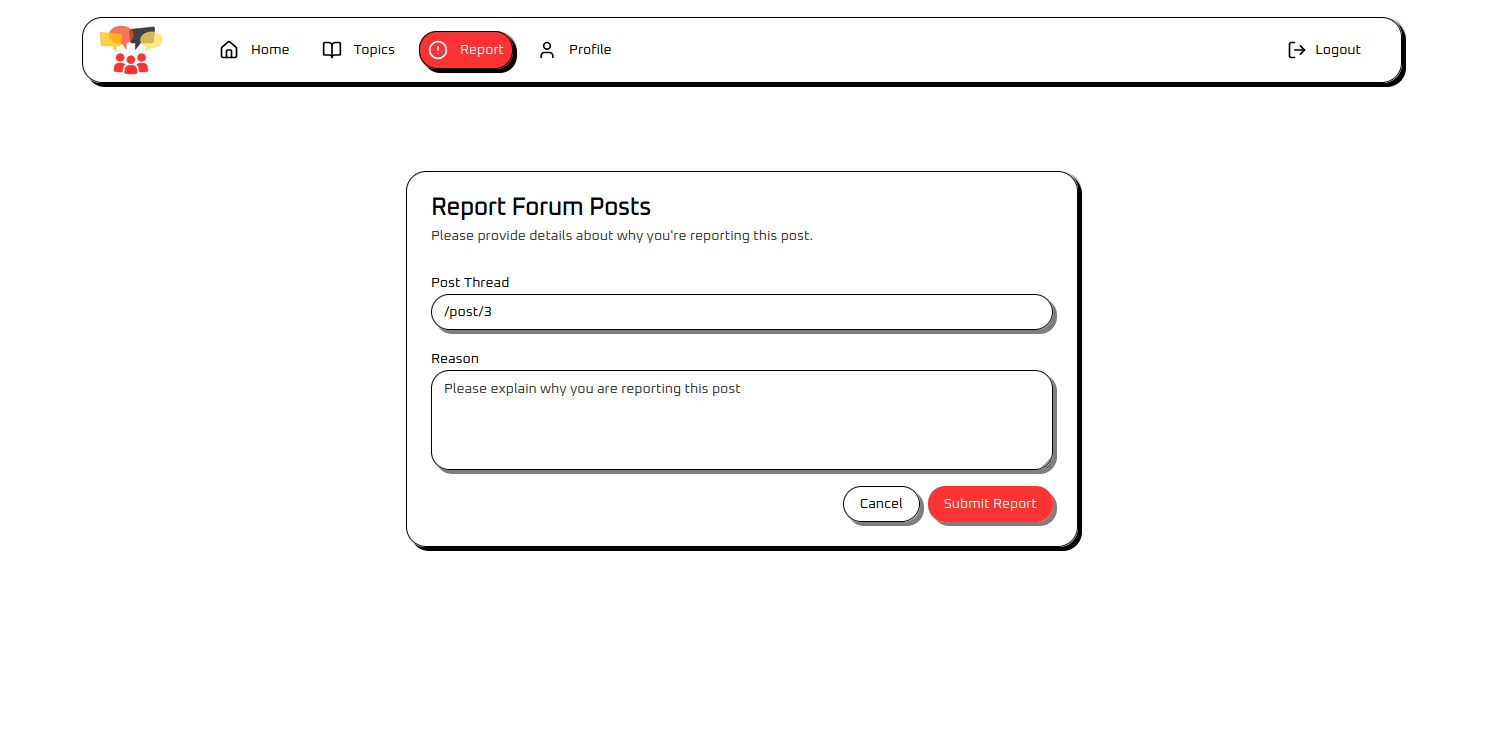 Home Topics Report Profile Logout
Report Forum Posts
Please provide details about why you're reporting this post.
Post Thread
/post/3
Reason
Please explain why you are reporting this post
Cancel Submit Report